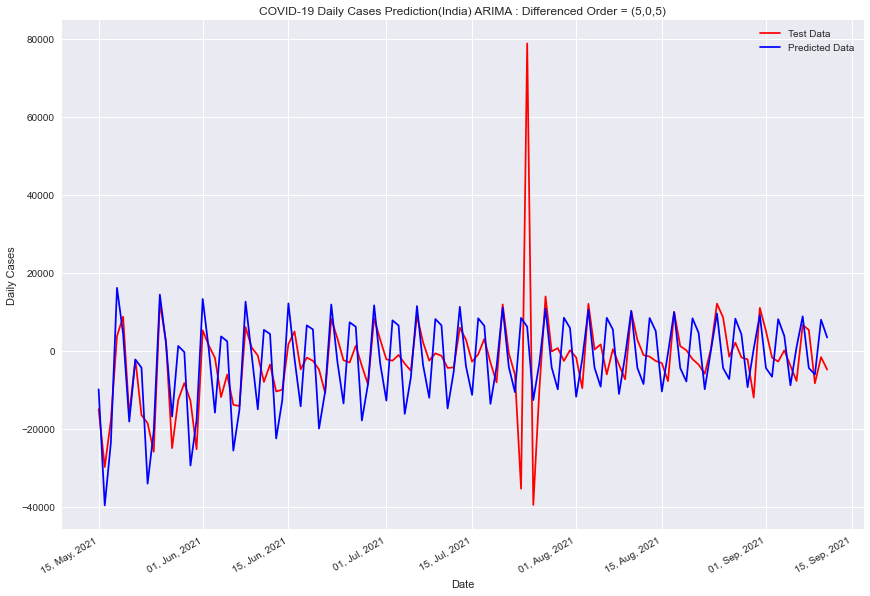 COVID-19 Daily Cases Prediction(India) ARIMA : Differenced Order = (5,0,5)
Test Data
Predicted Data
80000
60000
40000
20000
0
−20000
−40000
Daily Cases
15, May, 2021
01, Jun, 2021
15, Jun, 2021
01, Jul, 2021
15, Jul, 2021
01, Aug, 2021
15, Aug, 2021
01, Sep, 2021
15, Sep, 2021
Date